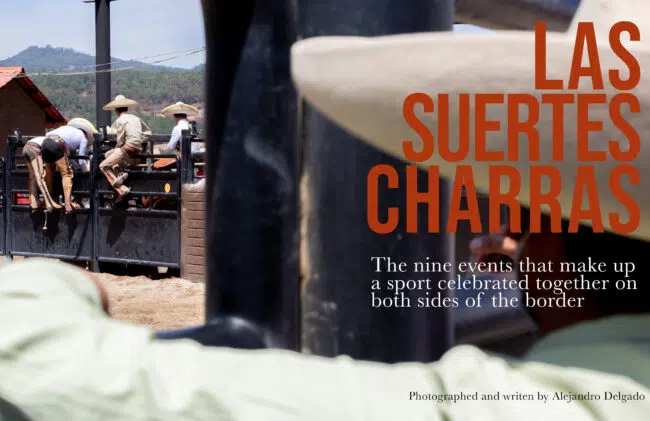 LAS
SUERTES
CHARRAS
The nine events that make up
a sport celebrated together on
both sides of the border
Photographed and writen by Alejandro Delgado